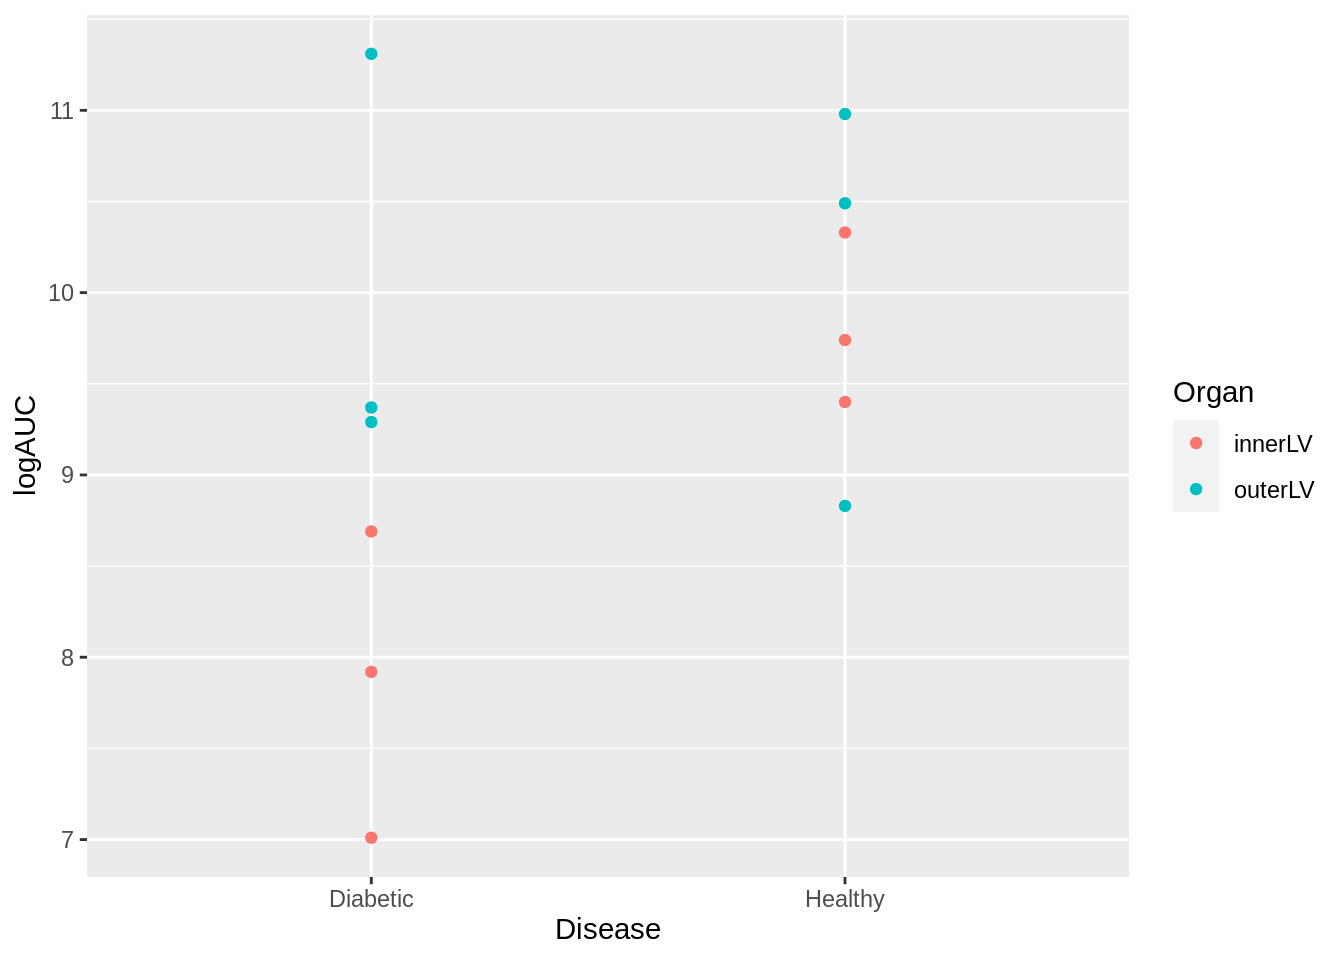 11
10
9
8
7
logAUC
Diabetic
Healthy
Disease
Organ
innerLV
outerLV